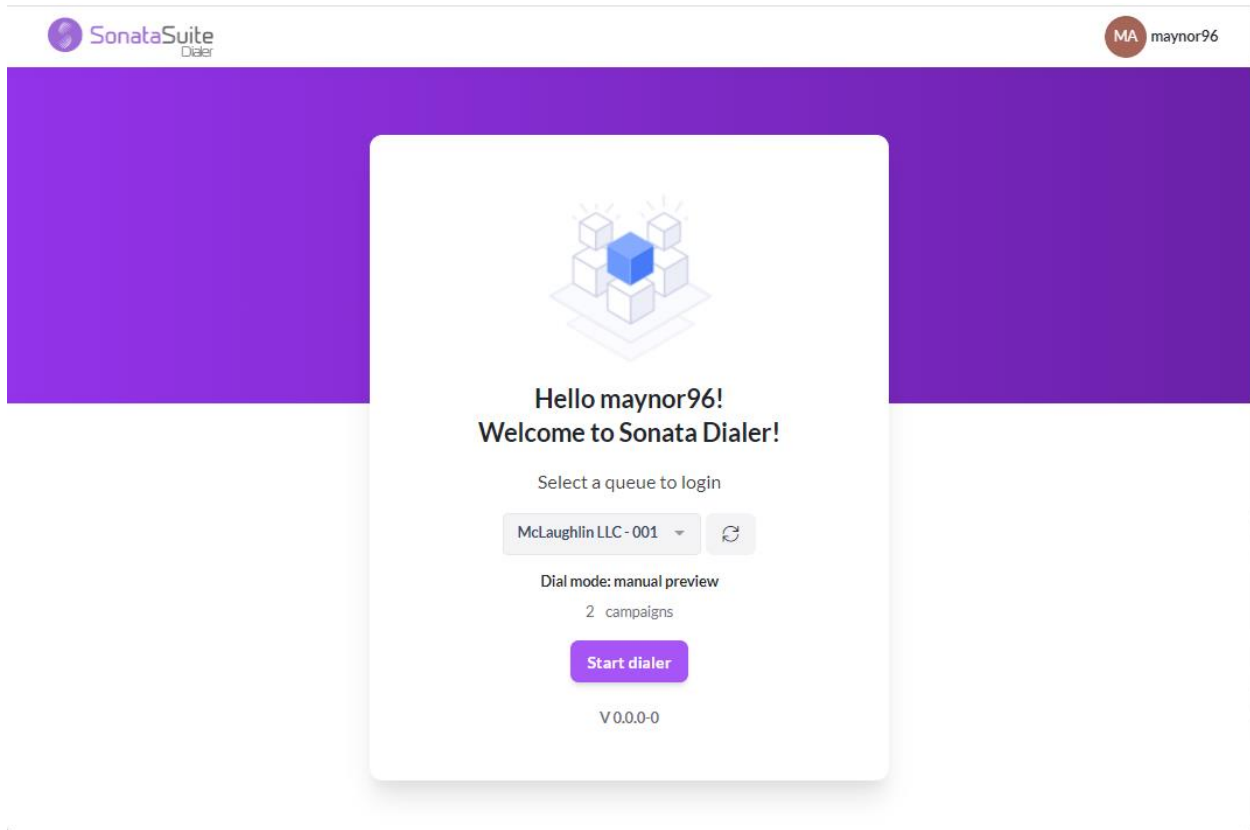 SonataSuite
Dialer
MA maynor96
Hello maynor96!
Welcome to Sonata Dialer!
Select a queue to login
McLaughlin LLC - 001
Dial mode: manual preview
2 campaigns
Start dialer
V 0.0.0-0